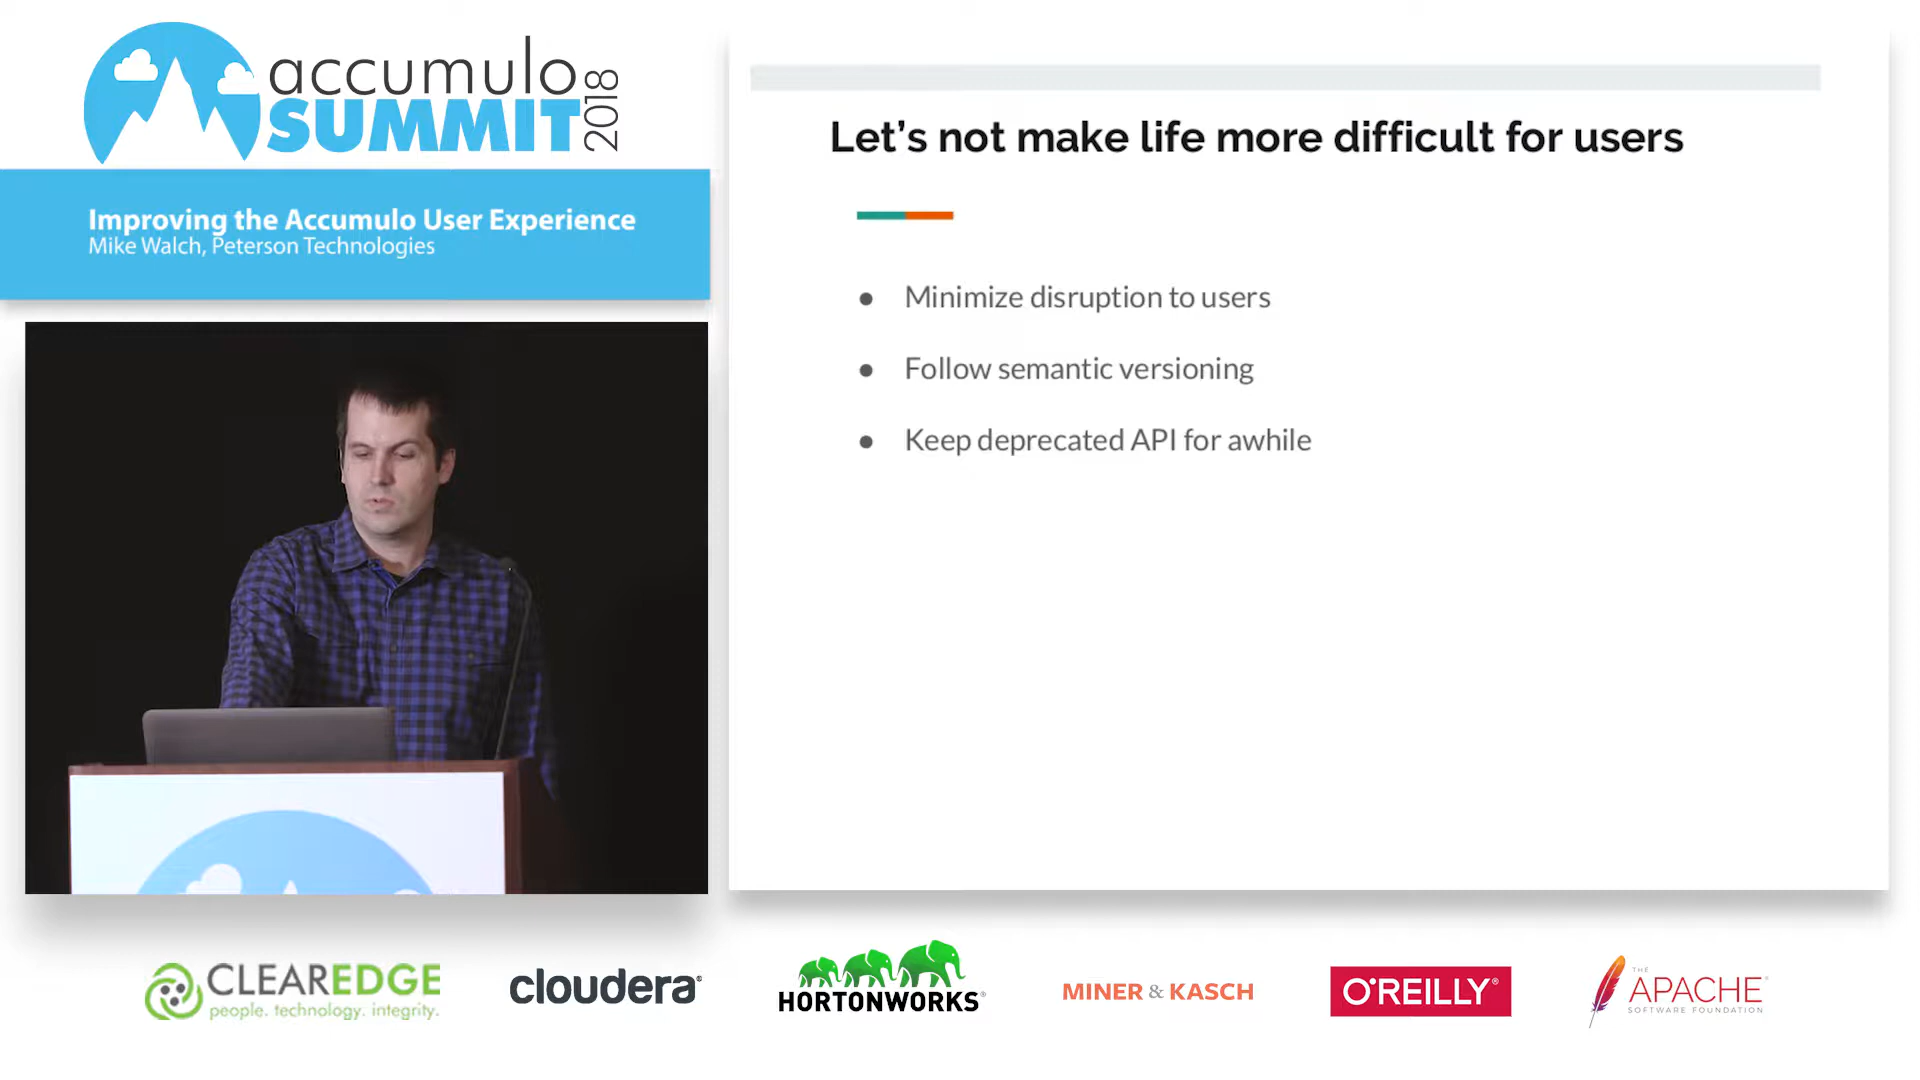 accumulo
SUMMIT
2018
Improving the Accumulo User Experience
Mike Walch, Peterson Technologies
Let's not make life more difficult for users
● Minimize disruption to users
● Follow semantic versioning
● Keep deprecated API for awhile
CLEAREDGE
people. technology. integrity.
cloudera®
HORTONWORKS®
MINER & KASCH
O'REILLY®
THE
APACHE®
SOFTWARE FOUNDATION